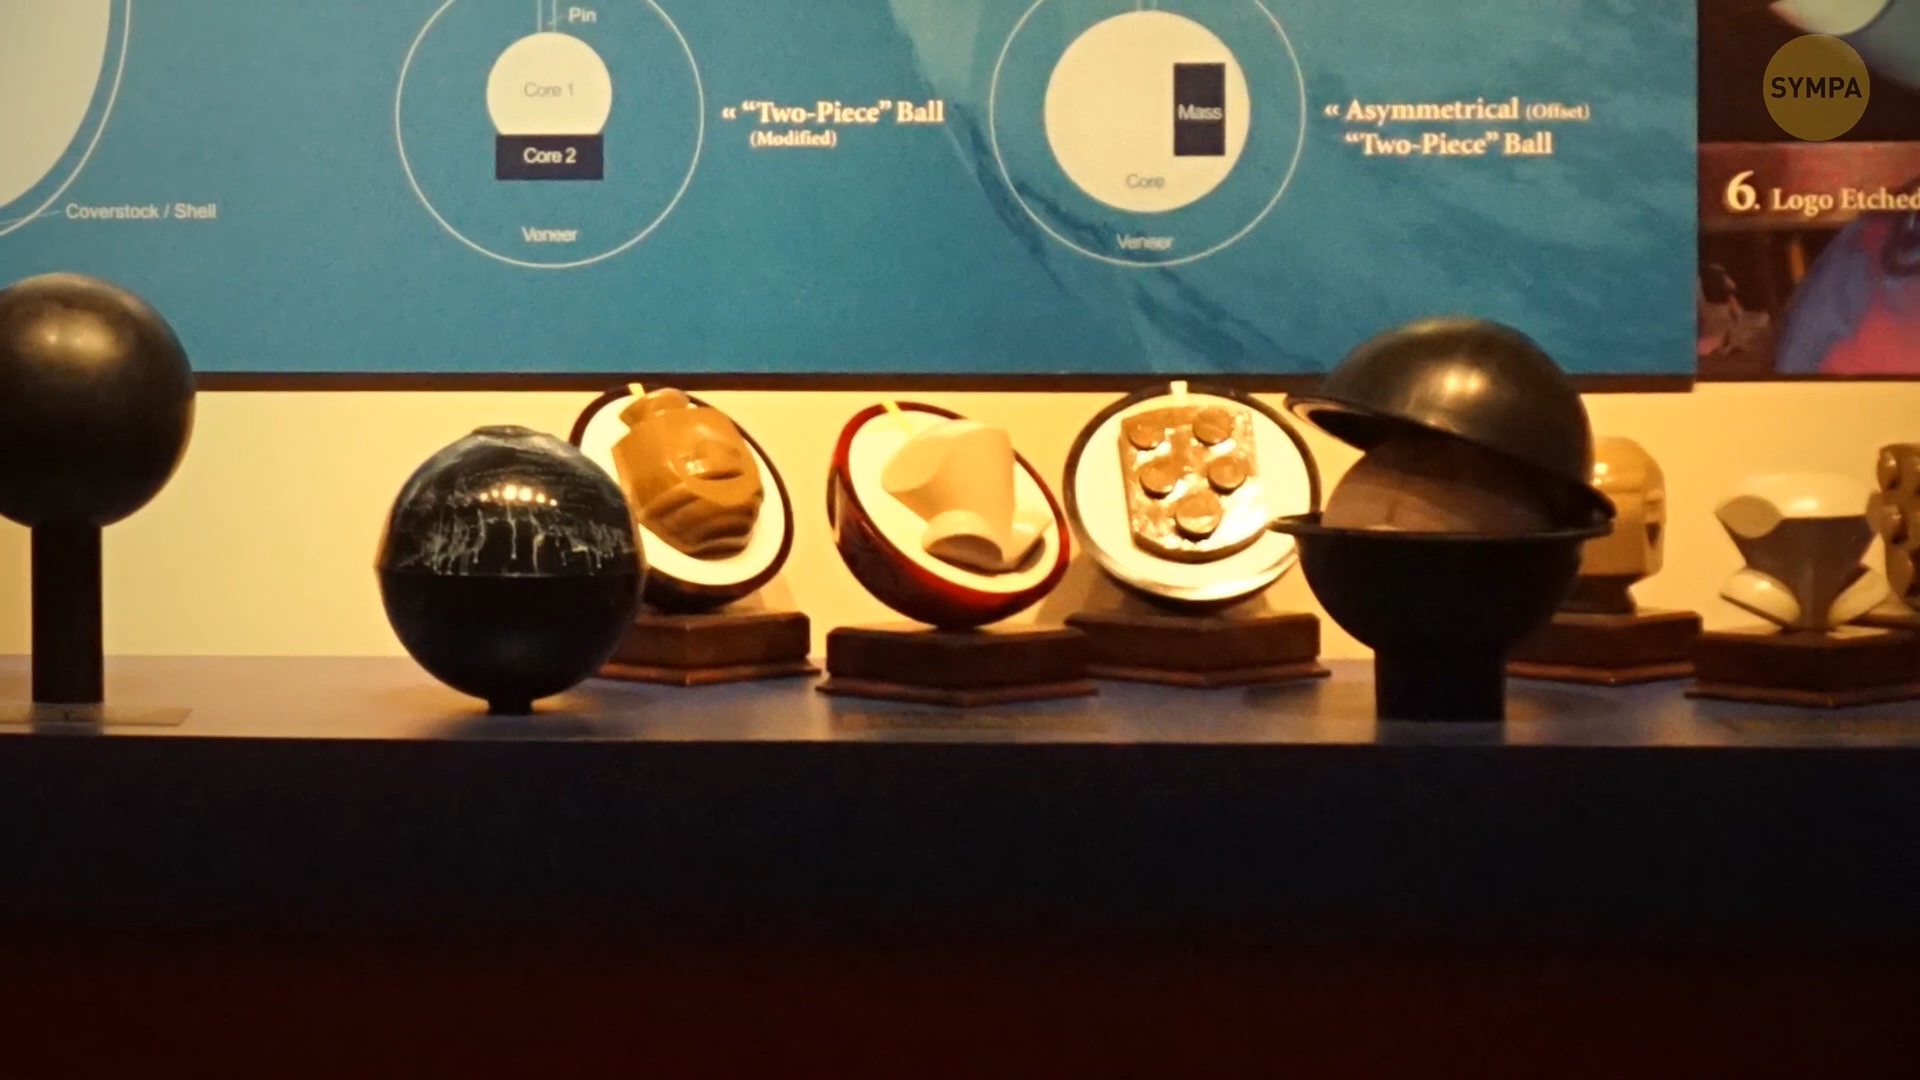 Pin
Core 1
Core 2
Veneer
« “Two-Piece” Ball
(Modified)
Mass
Core
Veneer
« Asymmetrical (Offset)
“Two-Piece” Ball
Coverstock / Shell
SYMPA
6. Logo Etched